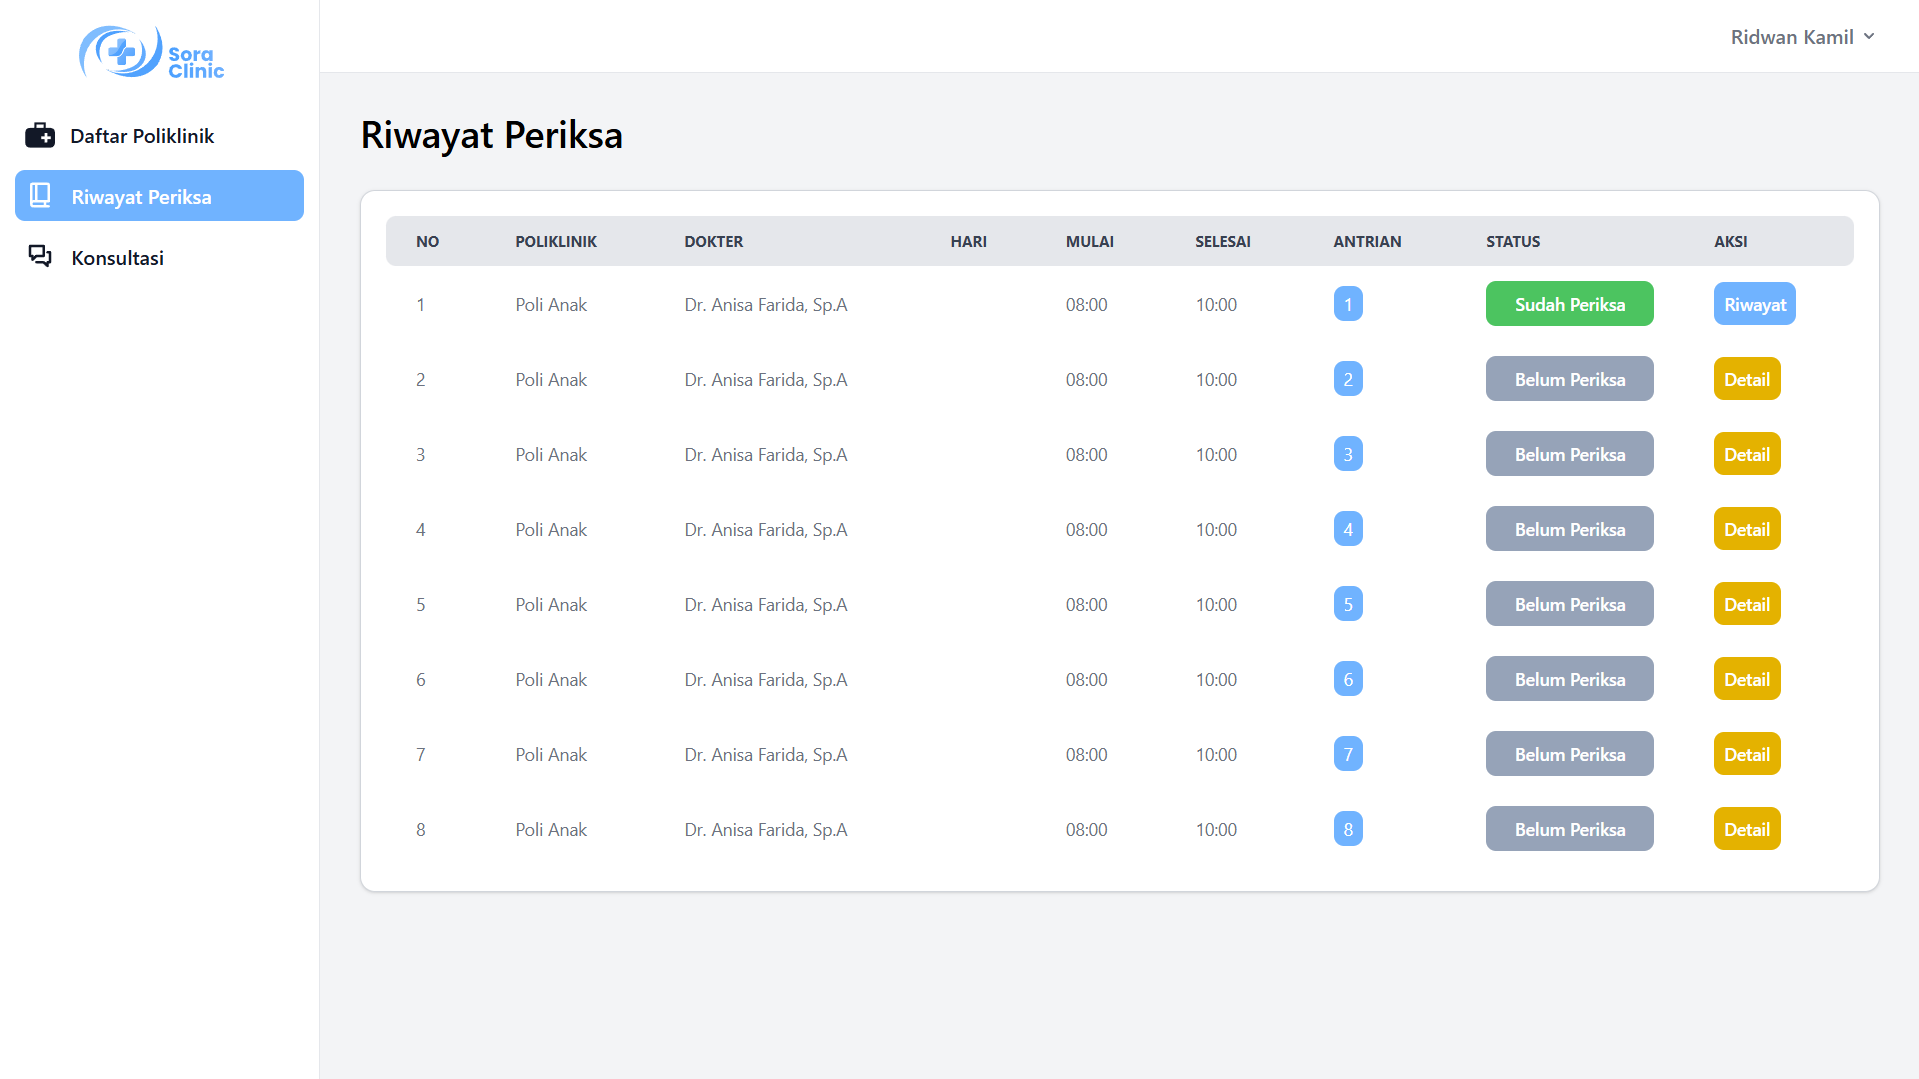 Sora
Clinic
Ridwan Kamil
Daftar Poliklinik
Riwayat Periksa
Konsultasi
Riwayat Periksa
NO POLIKLINIK DOKTER HARI MULAI SELESAI ANTRIAN STATUS AKSI
1 Poli Anak Dr. Anisa Farida, Sp.A 08:00 10:00 1 Sudah Periksa Riwayat
2 Poli Anak Dr. Anisa Farida, Sp.A 08:00 10:00 2 Belum Periksa Detail
3 Poli Anak Dr. Anisa Farida, Sp.A 08:00 10:00 3 Belum Periksa Detail
4 Poli Anak Dr. Anisa Farida, Sp.A 08:00 10:00 4 Belum Periksa Detail
5 Poli Anak Dr. Anisa Farida, Sp.A 08:00 10:00 5 Belum Periksa Detail
6 Poli Anak Dr. Anisa Farida, Sp.A 08:00 10:00 6 Belum Periksa Detail
7 Poli Anak Dr. Anisa Farida, Sp.A 08:00 10:00 7 Belum Periksa Detail
8 Poli Anak Dr. Anisa Farida, Sp.A 08:00 10:00 8 Belum Periksa Detail